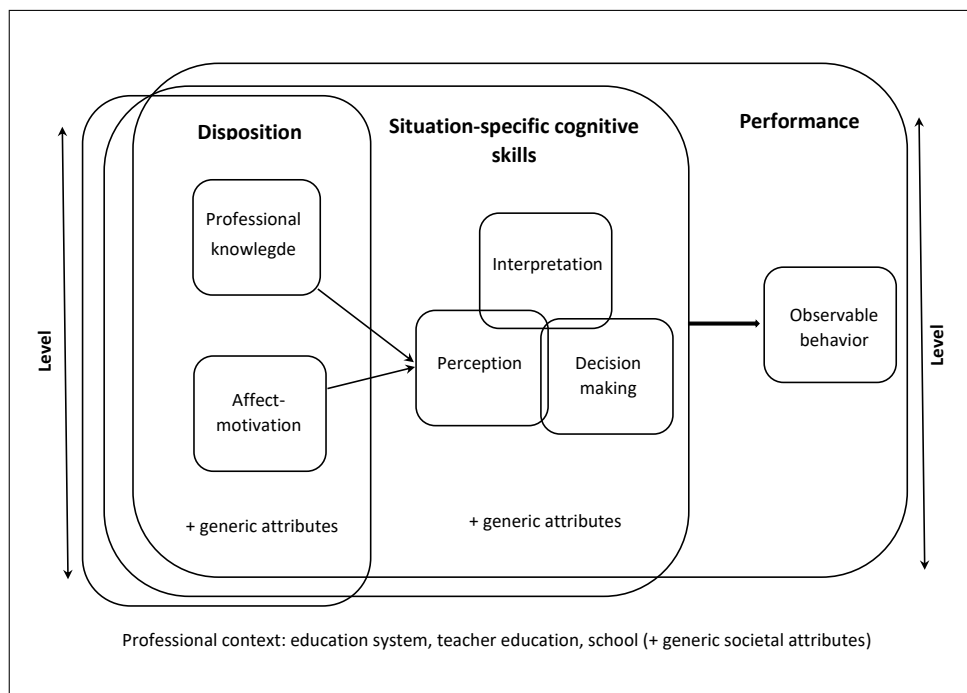 Disposition
Situation-specific cognitive
skills
Performance
Level
Professional
knowlegde
Affect-
motivation
+ generic attributes
Interpretation
Perception
Decision
making
+ generic attributes
Observable
behavior
Level
Professional context: education system, teacher education, school (+ generic societal attributes)